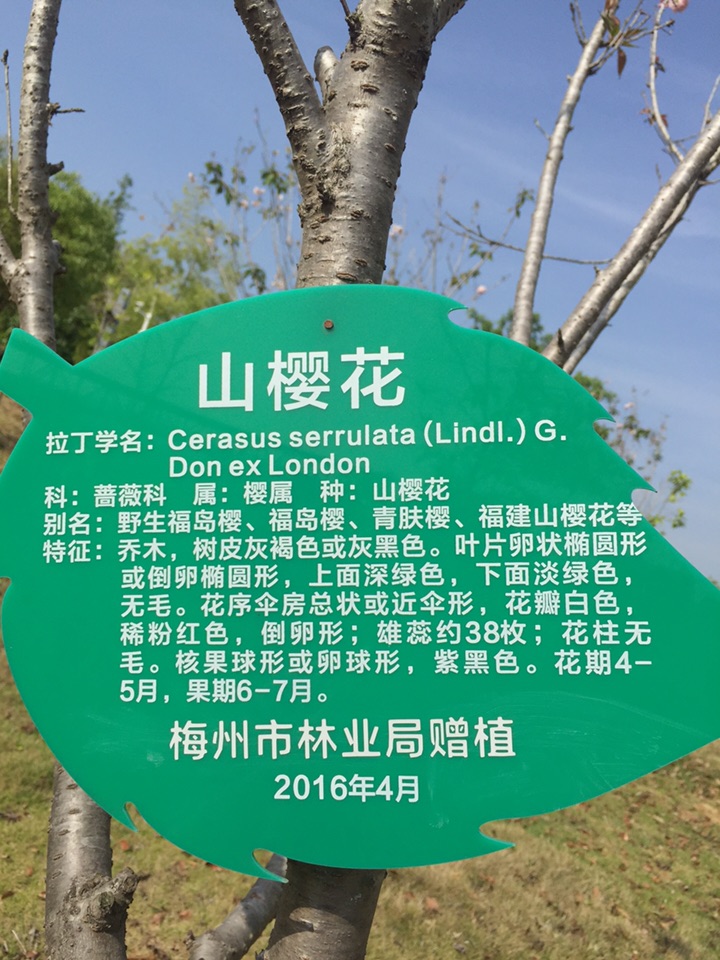 山樱花
拉丁学名：Cerasus serrulata (Lindl.) G.
Don ex London
科：蔷薇科　属：樱属　种：山樱花
别名：野生福岛樱、福岛樱、青肤樱、福建山樱花等
特征：乔木，树皮灰褐色或灰黑色。叶片卵状椭圆形
或倒卵椭圆形，上面深绿色，下面淡绿色，
无毛。花序伞房总状或近伞形，花瓣白色，
稀粉红色，倒卵形；雄蕊约38枚；花柱无
毛。核果球形或卵球形，紫黑色。花期4-
5月，果期6-7月。
梅州市林业局赠植
2016年4月